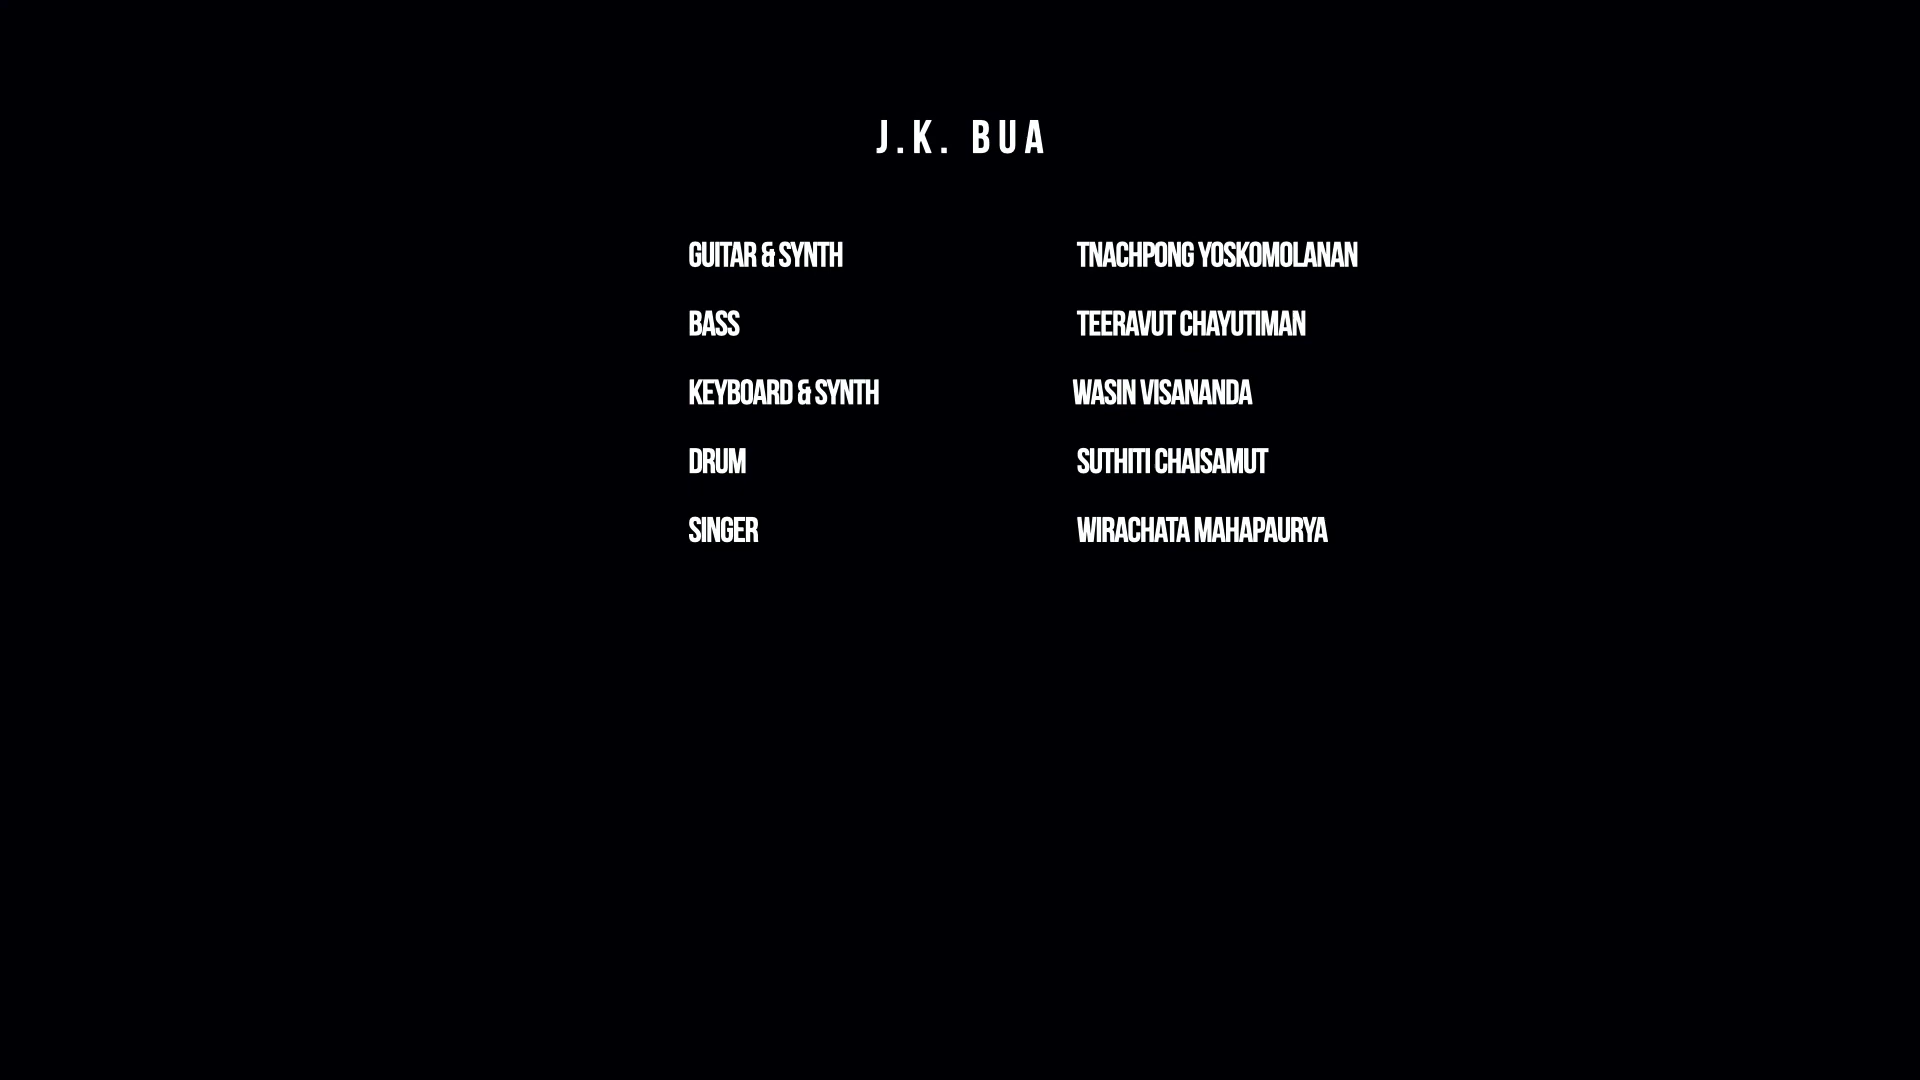 J.K. BUA
GUITAR & SYNTH TNACHPONG YOSKOMOLANAN
BASS TEERAVUT CHAYUTIMAN
KEYBOARD & SYNTH WASIN VISANANDA
DRUM SUTHITI CHAISAMUT
SINGER WIRACHATA MAHAPAURYA